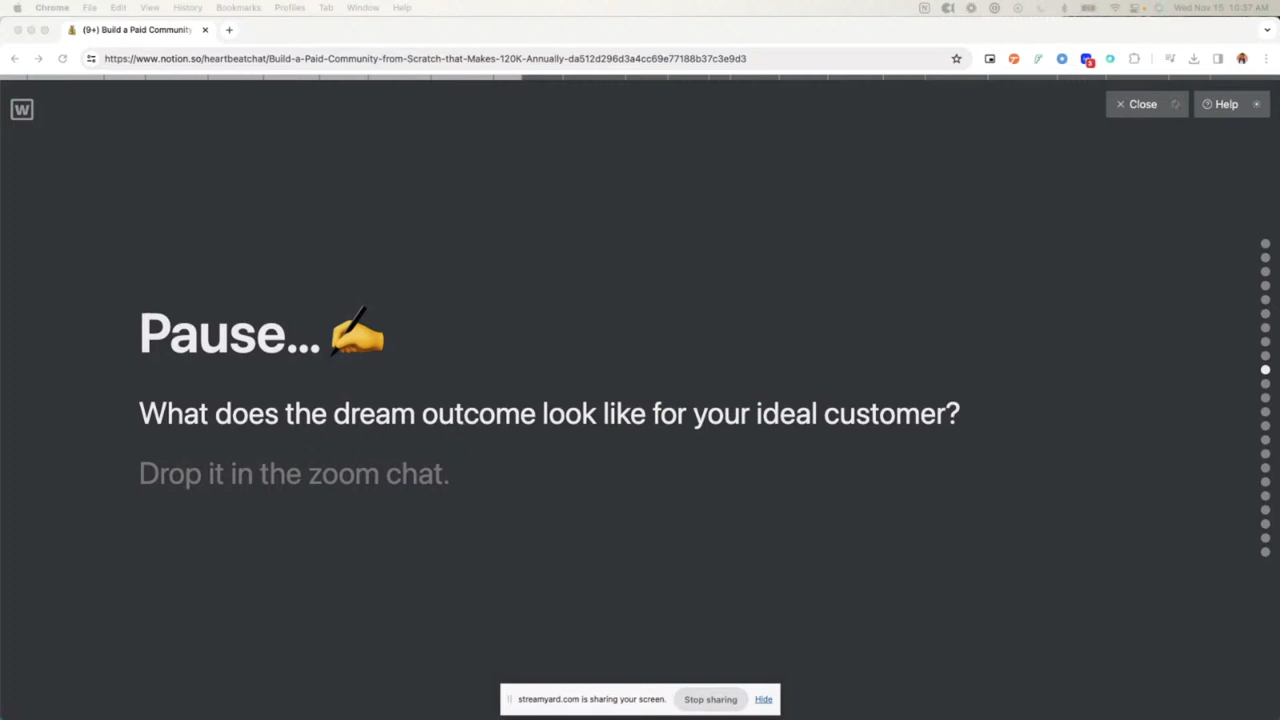 Chrome File Edit View History Bookmarks Profiles Tab Window Help Wed Nov 15 10:37 AM
(9+) Build a Paid Community
https://www.notion.so/heartbeatchat/Build-a-Paid-Community-from-Scratch-that-Makes-120K-Annually-da512d296d3a4cc69e77188b37c3e9d3
W
Close
Help
Pause...
What does the dream outcome look like for your ideal customer?
Drop it in the zoom chat.
streamyard.com is sharing your screen. Stop sharing Hide